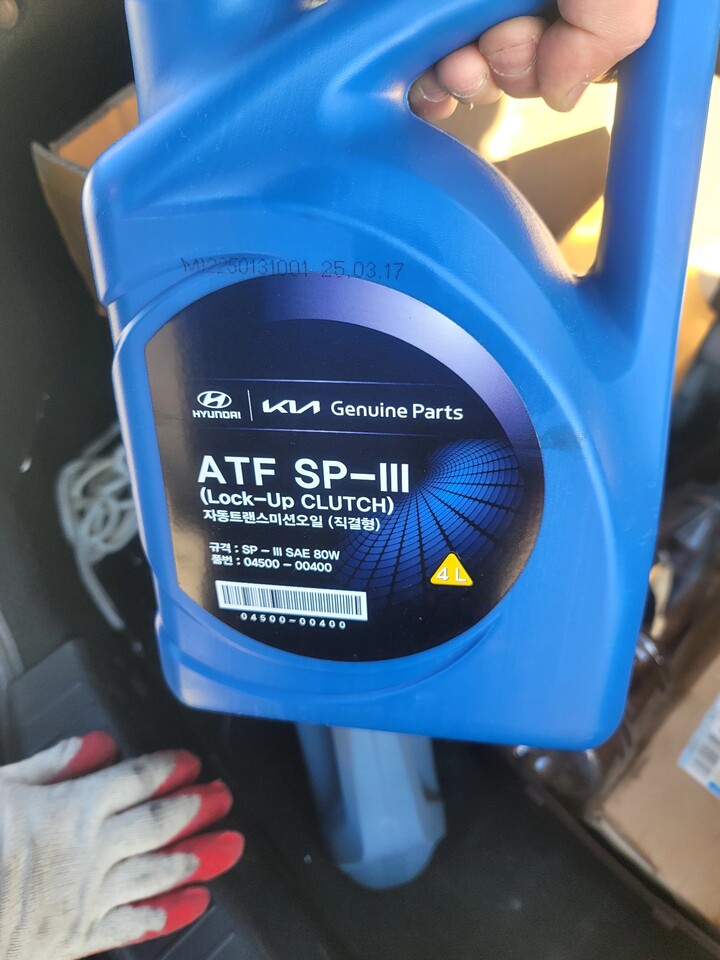 M12250131001 25.03.17
HYUNDAI KIA Genuine Parts
ATF SP-III
(Lock-Up CLUTCH)
자동트랜스미션오일 (직결형)
규격 : SP - III SAE 80W
품번 : 04500 - 00400
4 L
04500-00400